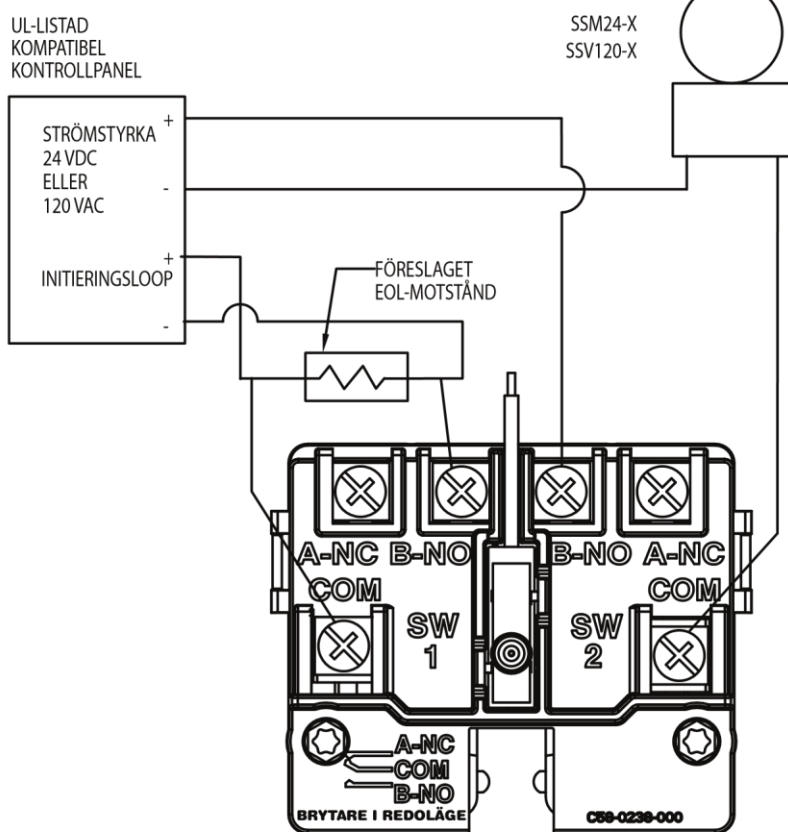 UL-LISTAD
KOMPATIBEL
KONTROLLPANEL
SSM24-X
SSV120-X
STRÖMSTYRKA
24 VDC
ELLER
120 VAC
+
-
INITIERINGSLOOP
+
-
FÖRESLAGET
EOL-MOTSTÅND
A-NC B-NO B-NO A-NC
COM COM
SW
1
SW
2
A-NC
COM
B-NO
BRYTARE I REDOLÄGE
C58-0236-000